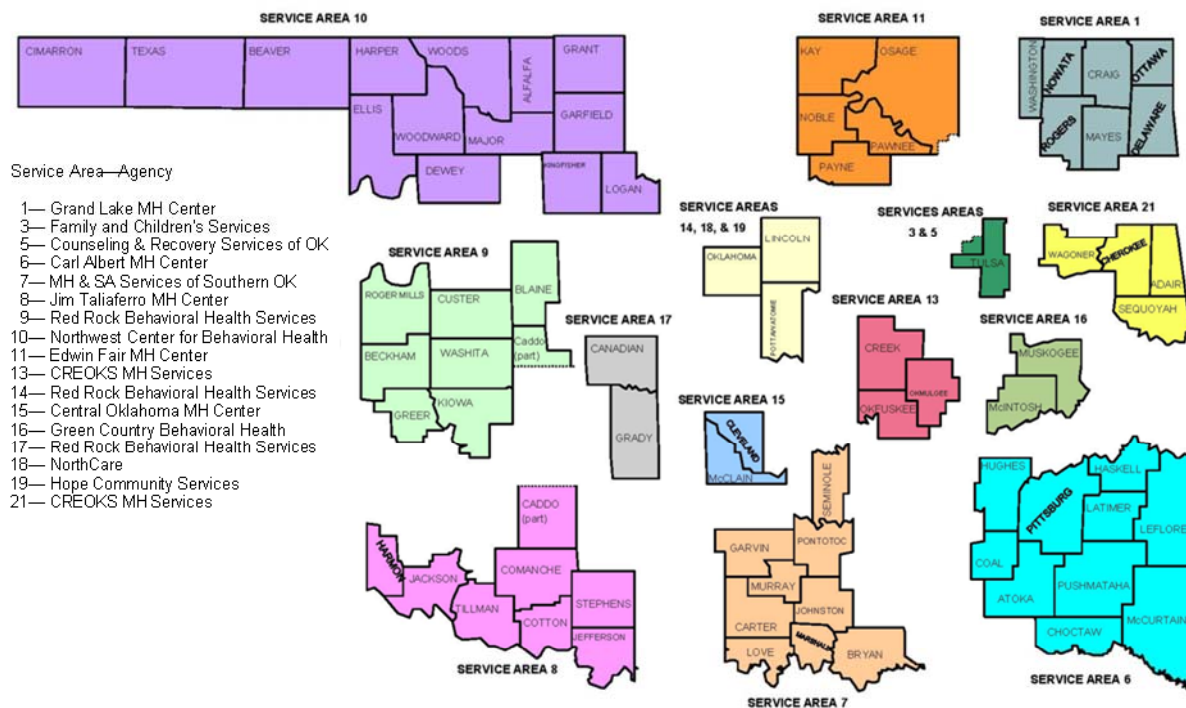 SERVICE AREA 10
CIMARRON
TEXAS
BEAVER
HARPER
WOODS
ALFALFA
GRANT
ELLIS
WOODWARD
MAJOR
GARFIELD
DEWEY
KINGFISHER
LOGAN
SERVICE AREA 11
KAY
OSAGE
NOBLE
PAWNEE
PAYNE
SERVICE AREA 1
WASHINGTON
NOWATA
CRAIG
OTTAWA
ROGERS
MAYES
DELAWARE
Service Area—Agency
1— Grand Lake MH Center
3— Family and Children's Services
5— Counseling & Recovery Services of OK
6— Carl Albert MH Center
7— MH & SA Services of Southern OK
8— Jim Taliaferro MH Center
9— Red Rock Behavioral Health Services
10— Northwest Center for Behavioral Health
11— Edwin Fair MH Center
13— CREOKS MH Services
14— Red Rock Behavioral Health Services
15— Central Oklahoma MH Center
16— Green Country Behavioral Health
17— Red Rock Behavioral Health Services
18— NorthCare
19— Hope Community Services
21— CREOKS MH Services
SERVICE AREA 9
ROGER MILLS
CUSTER
BLAINE
BECKHAM
WASHITA
Caddo
(part)
GREER
KIOWA
SERVICE AREA 17
CANADIAN
GRADY
SERVICE AREAS
14, 18, & 19
LINCOLN
OKLAHOMA
POTTAWATOMIE
SERVICES AREAS
3 & 5
TULSA
SERVICE AREA 21
WAGONER
CHEROKEE
ADAIR
SEQUOYAH
SERVICE AREA 13
CREEK
OKMULGEE
OKFUSKEE
SERVICE AREA 16
MUSKOGEE
McINTOSH
SERVICE AREA 15
CLEVELAND
McCLAIN
CADDO
(part)
HARMON
JACKSON
COMANCHE
TILLMAN
STEPHENS
COTTON
JEFFERSON
SERVICE AREA 8
SEMINOLE
GARVIN
PONTOTOC
MURRAY
CARTER
JOHNSTON
LOVE
MARSHALL
BRYAN
SERVICE AREA 7
HUGHES
PITTSBURG
HASKELL
LATIMER
LEFLORE
COAL
ATOKA
PUSHMATAHA
CHOCTAW
McCURTAIN
SERVICE AREA 6